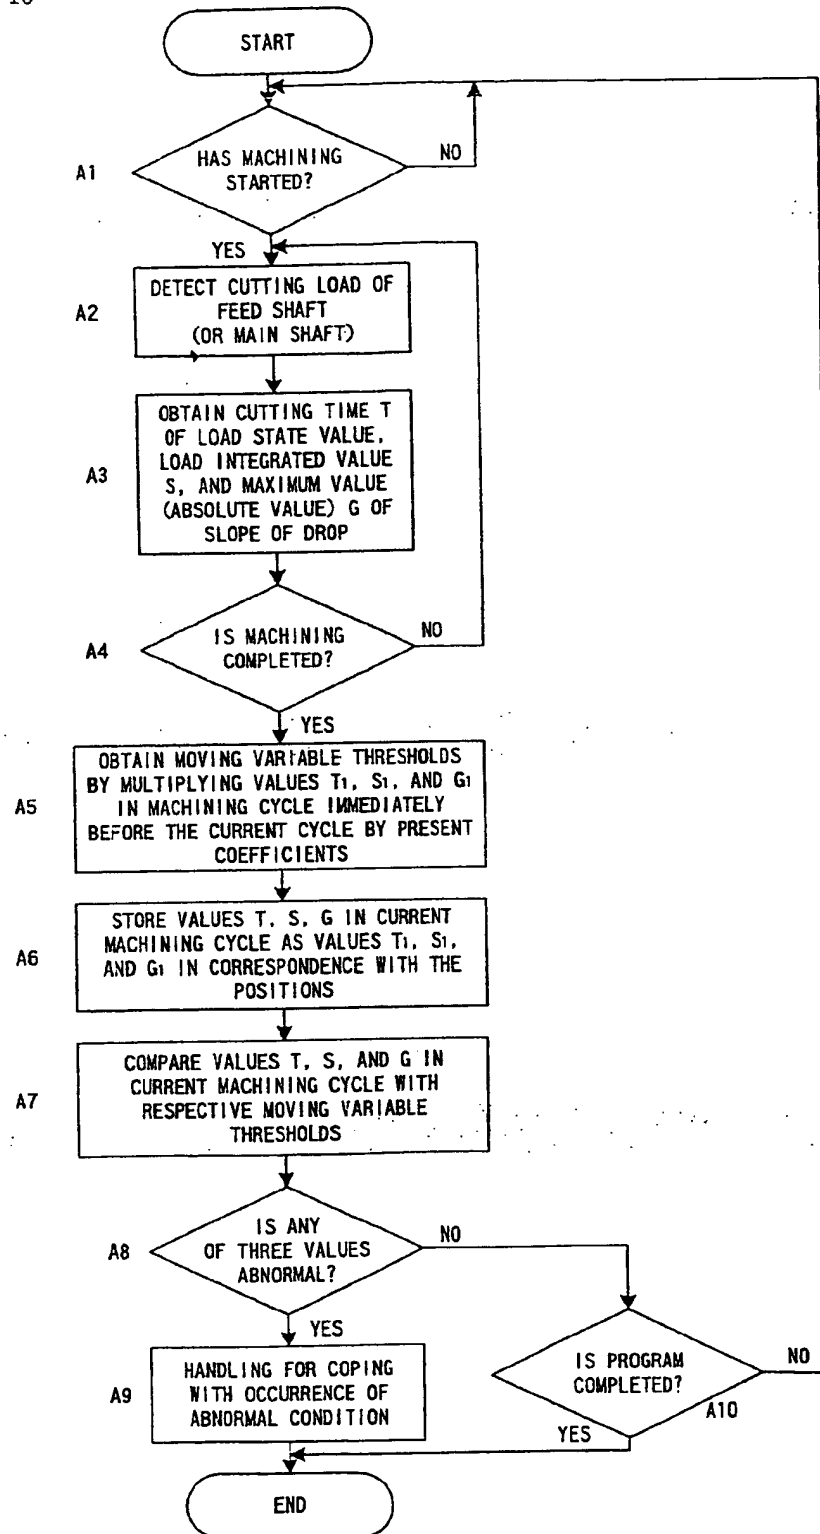 START
HAS MACHINING
STARTED?
NO
A1
YES
DETECT CUTTING LOAD OF
FEED SHAFT
(OR MAIN SHAFT)
A2
OBTAIN CUTTING TIME T
OF LOAD STATE VALUE,
LOAD INTEGRATED VALUE
S, AND MAXIMUM VALUE
(ABSOLUTE VALUE) G OF
SLOPE OF DROP
A3
IS MACHINING
COMPLETED?
NO
A4
YES
OBTAIN MOVING VARIABLE THRESHOLDS
BY MULTIPLYING VALUES T1, S1, AND G1
IN MACHINING CYCLE IMMEDIATELY
BEFORE THE CURRENT CYCLE BY PRESENT
COEFFICIENTS
A5
STORE VALUES T, S, G IN CURRENT
MACHINING CYCLE AS VALUES T1, S1,
AND G1 IN CORRESPONDENCE WITH THE
POSITIONS
A6
COMPARE VALUES T, S, AND G IN
CURRENT MACHINING CYCLE WITH
RESPECTIVE MOVING VARIABLE
THRESHOLDS
A7
IS ANY
OF THREE VALUES
ABNORMAL?
NO
A8
YES
HANDLING FOR COPING
WITH OCCURRENCE OF
ABNORMAL CONDITION
A9
IS PROGRAM
COMPLETED?
NO
A10
YES
END